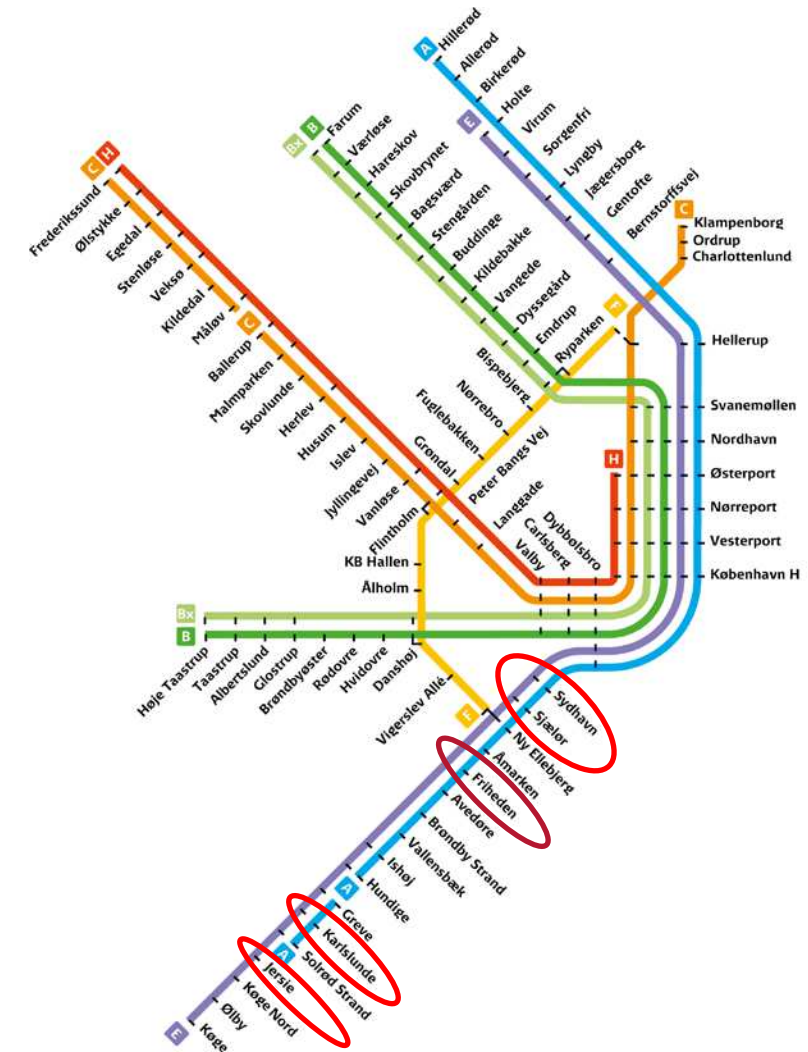 A
Hillerød
Allerød
Birkerød
Holte
Virum
Sorgenfri
Lyngby
Jægersborg
Gentofte
Bernstorffsvej
E
B
Bx
Farum
Værløse
Hareskov
Skovbrynet
Bagsværd
Stengården
Buddinge
Kildebakke
Vangede
Dyssegård
Emdrup
Ryparken
F
H
C
Frederikssund
Ølstykke
Egedal
Stenløse
Veksø
Kildedal
Måløv
C
Ballerup
Malmparken
Skovlunde
Herlev
Husum
Islev
Jyllingevej
Vanløse
Flintholm
C
Klampenborg
Ordrup
Charlottenlund
Hellerup
Svanemøllen
Nordhavn
Østerport
Nørreport
Vesterport
København H
H
Bispebjerg
Nørrebro
Fuglebakken
Grøndal
Peter Bangs Vej
Langgade
Valby
Carlsberg
Dybbølsbro
KB Hallen
Ålholm
Bx
B
Høje Taastrup
Taastrup
Albertslund
Glostrup
Brøndbyøster
Rødovre
Hvidovre
Danshøj
Vigerslev Allé
F
Sydhavn
Sjælør
Ny Ellebjerg
Åmarken
Friheden
Avedøre
Brøndby Strand
Vallensbæk
Ishøj
Hundige
A
Greve
Karlslunde
Solrød Strand
A
Jersie
Køge Nord
Ølby
Køge
E